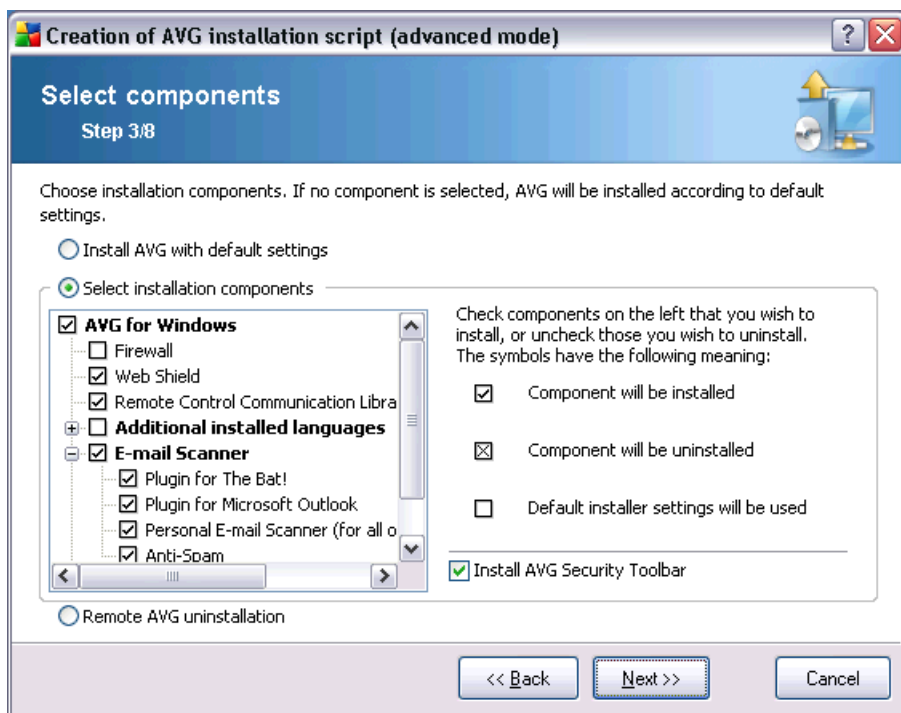 Creation of AVG installation script (advanced mode)
Select components
Step 3/8
Choose installation components. If no component is selected, AVG will be installed according to default
settings.
Install AVG with default settings
Select installation components
AVG for Windows
Firewall
Web Shield
Remote Control Communication Libra
Additional installed languages
E-mail Scanner
Plugin for The Bat!
Plugin for Microsoft Outlook
Personal E-mail Scanner (for all o
Anti-Spam
Check components on the left that you wish to
install, or uncheck those you wish to uninstall.
The symbols have the following meaning:
Component will be installed
Component will be uninstalled
Default installer settings will be used
Install AVG Security Toolbar
Remote AVG uninstallation
<< Back
Next >>
Cancel